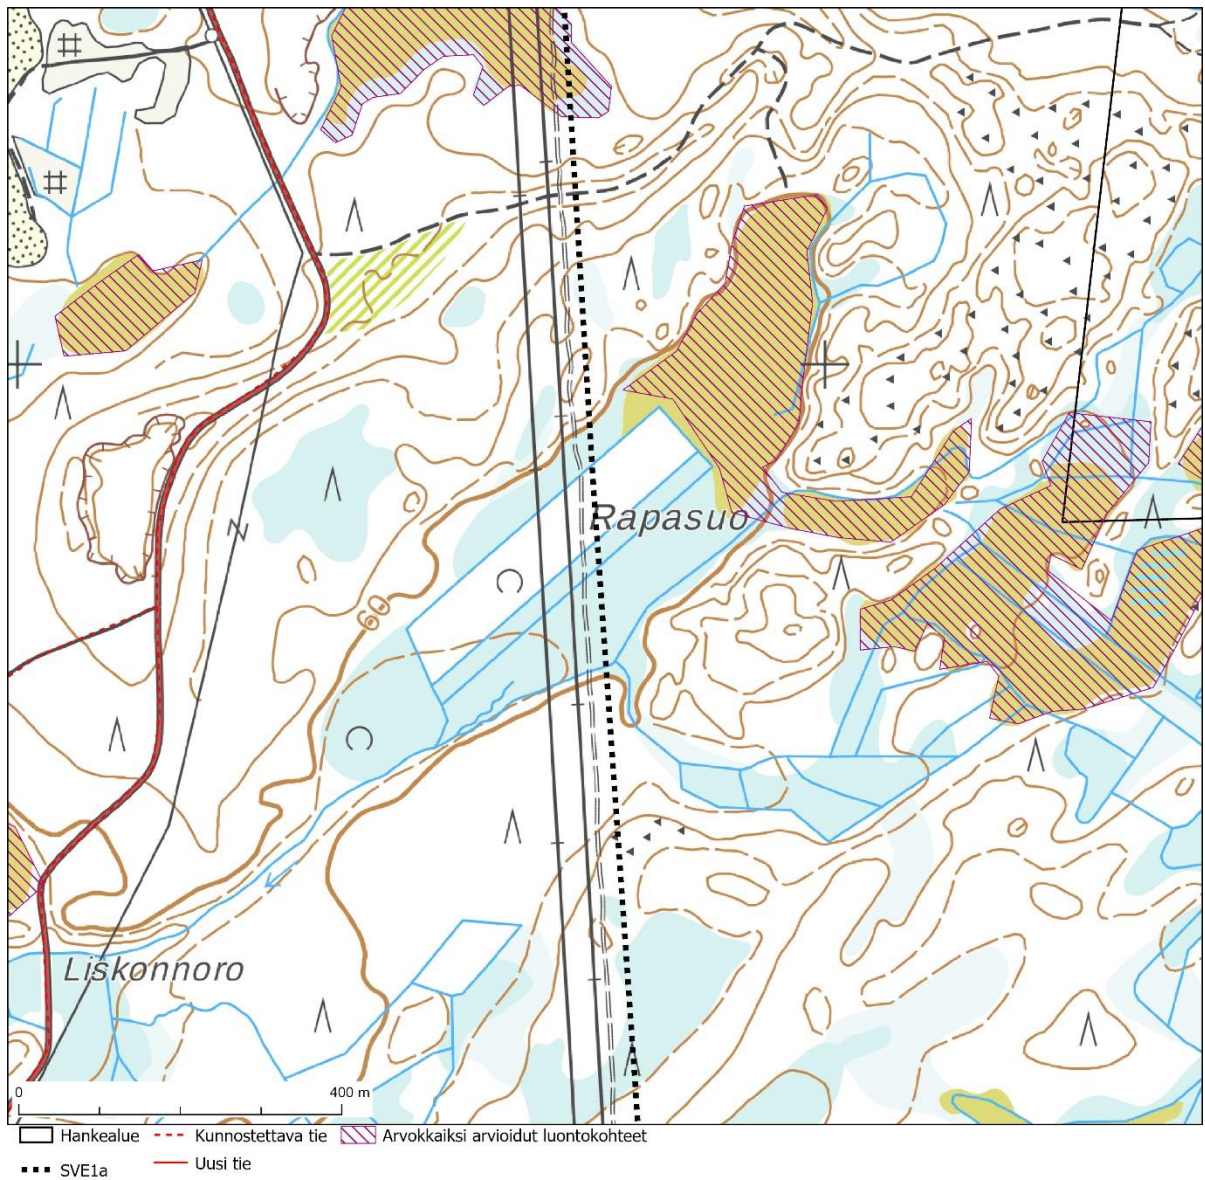 Rapasuo
Liskonnoro
0 400 m
Hankealue Kunnostettava tie Arvokkaiksi arvioidut luontokohteet
SVE1a Uusi tie